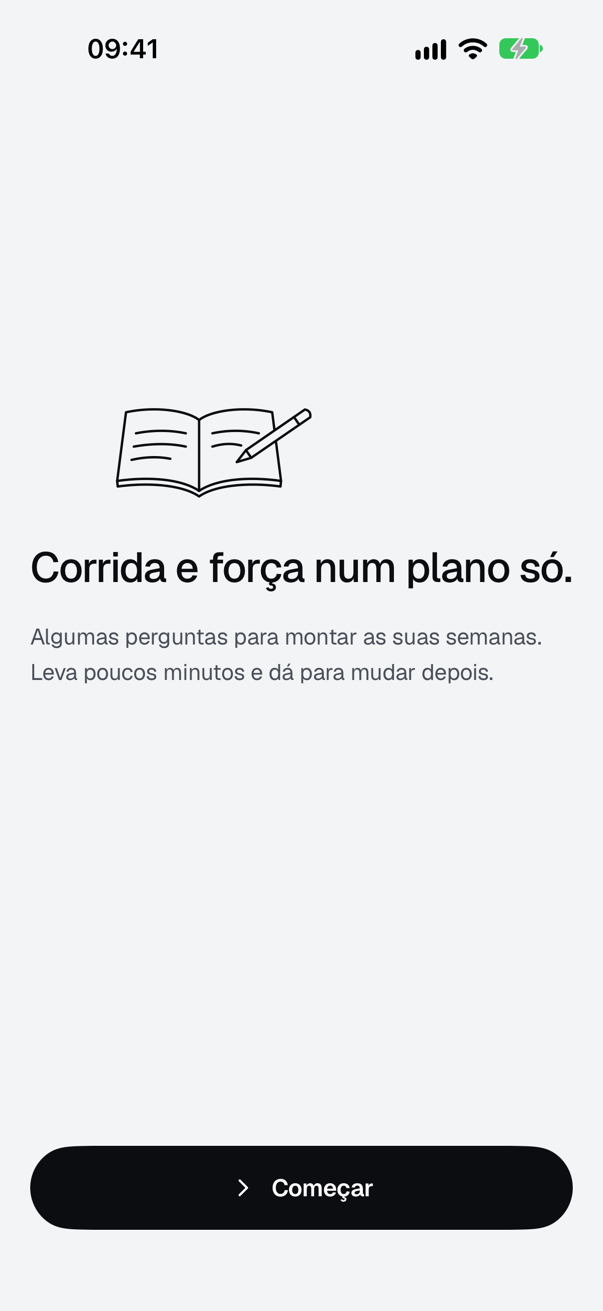 09:41
Corrida e força num plano só.
Algumas perguntas para montar as suas semanas.
Leva poucos minutos e dá para mudar depois.
Começar